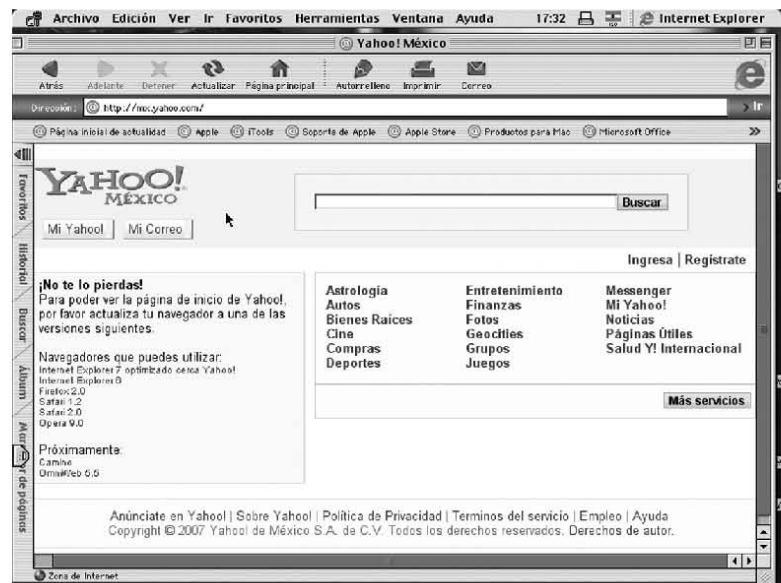 Archivo Edición Ver Ir Favoritos Herramientas Ventana Ayuda 17:32 Internet Explorer
Yahoo! México
Atrás Adelante Detener Actualizar Página principal Autorrelleno Imprimir Correo
Dirección: http://mx.yahoo.com/ Ir
Página inicial de actualidad Apple iTools Soporte de Apple Apple Store Productos para Mac Microsoft Office
Favoritos
Historial
Buscar
Álbum
de páginas
YAHOO!
MÉXICO
Buscar
Mi Yahoo! Mi Correo
Ingresa | Regístrate
¡No te lo pierdas!
Para poder ver la página de inicio de Yahoo!,
por favor actualiza tu navegador a una de las
versiones siguientes.
Navegadores que puedes utilizar:
Internet Explorer 7 optimizado cerca Yahoo!
Internet Explorer 6
Firefox 2.0
Safari 1.2
Safari 2.0
Opera 9.0
Próximamente:
Camino
OmniWeb 5.5
Astrología
Autos
Bienes Raíces
Cine
Compras
Deportes
Entretenimiento
Finanzas
Fotos
Geocities
Grupos
Juegos
Messenger
Mi Yahoo!
Noticias
Páginas Útiles
Salud Y! Internacional
Más servicios
Anúnciate en Yahoo! | Sobre Yahoo! | Política de Privacidad | Terminos del servicio | Empleo | Ayuda
Copyright © 2007 Yahoo! de México S.A. de C.V. Todos los derechos reservados. Derechos de autor.
Zona de Internet